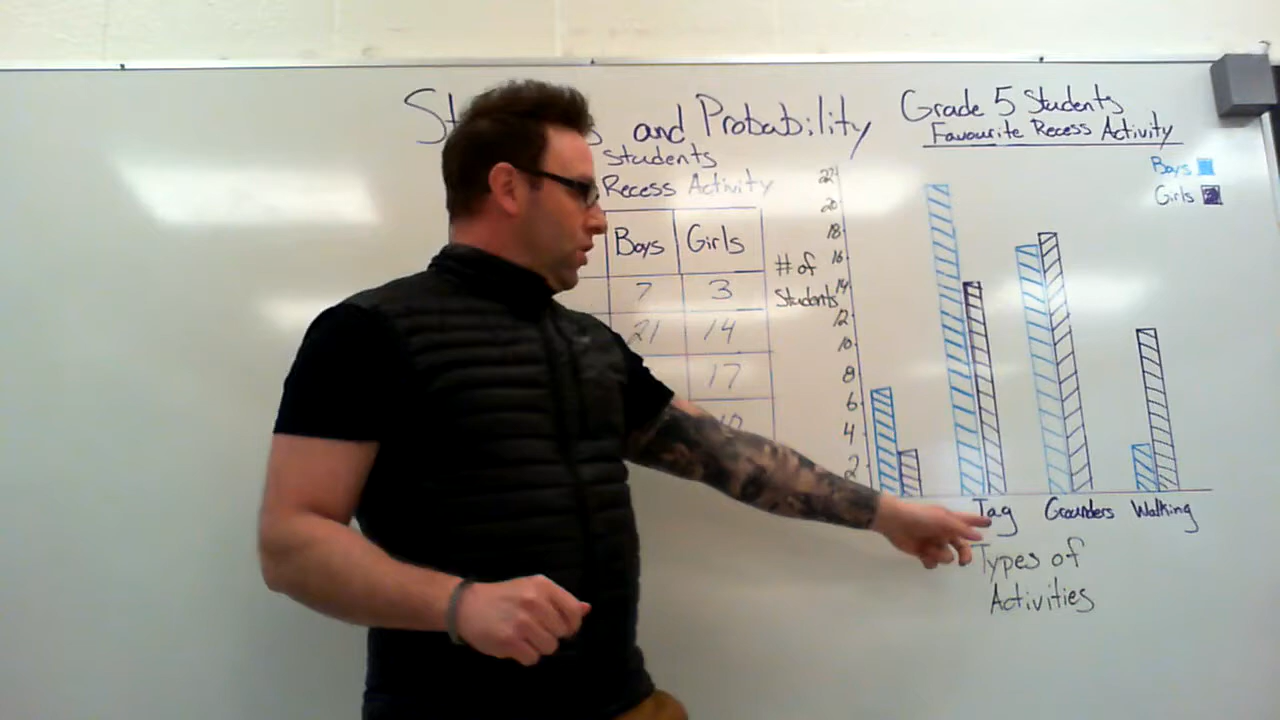 and Probability
Students
Recess Activity
Boys Girls
7 3
21 14
17
Grade 5 Students
Favourite Recess Activity
Boys
Girls
# of
Students
22
20
18
16
14
12
10
8
6
4
2
Tag Grounders Walking
Types of
Activities